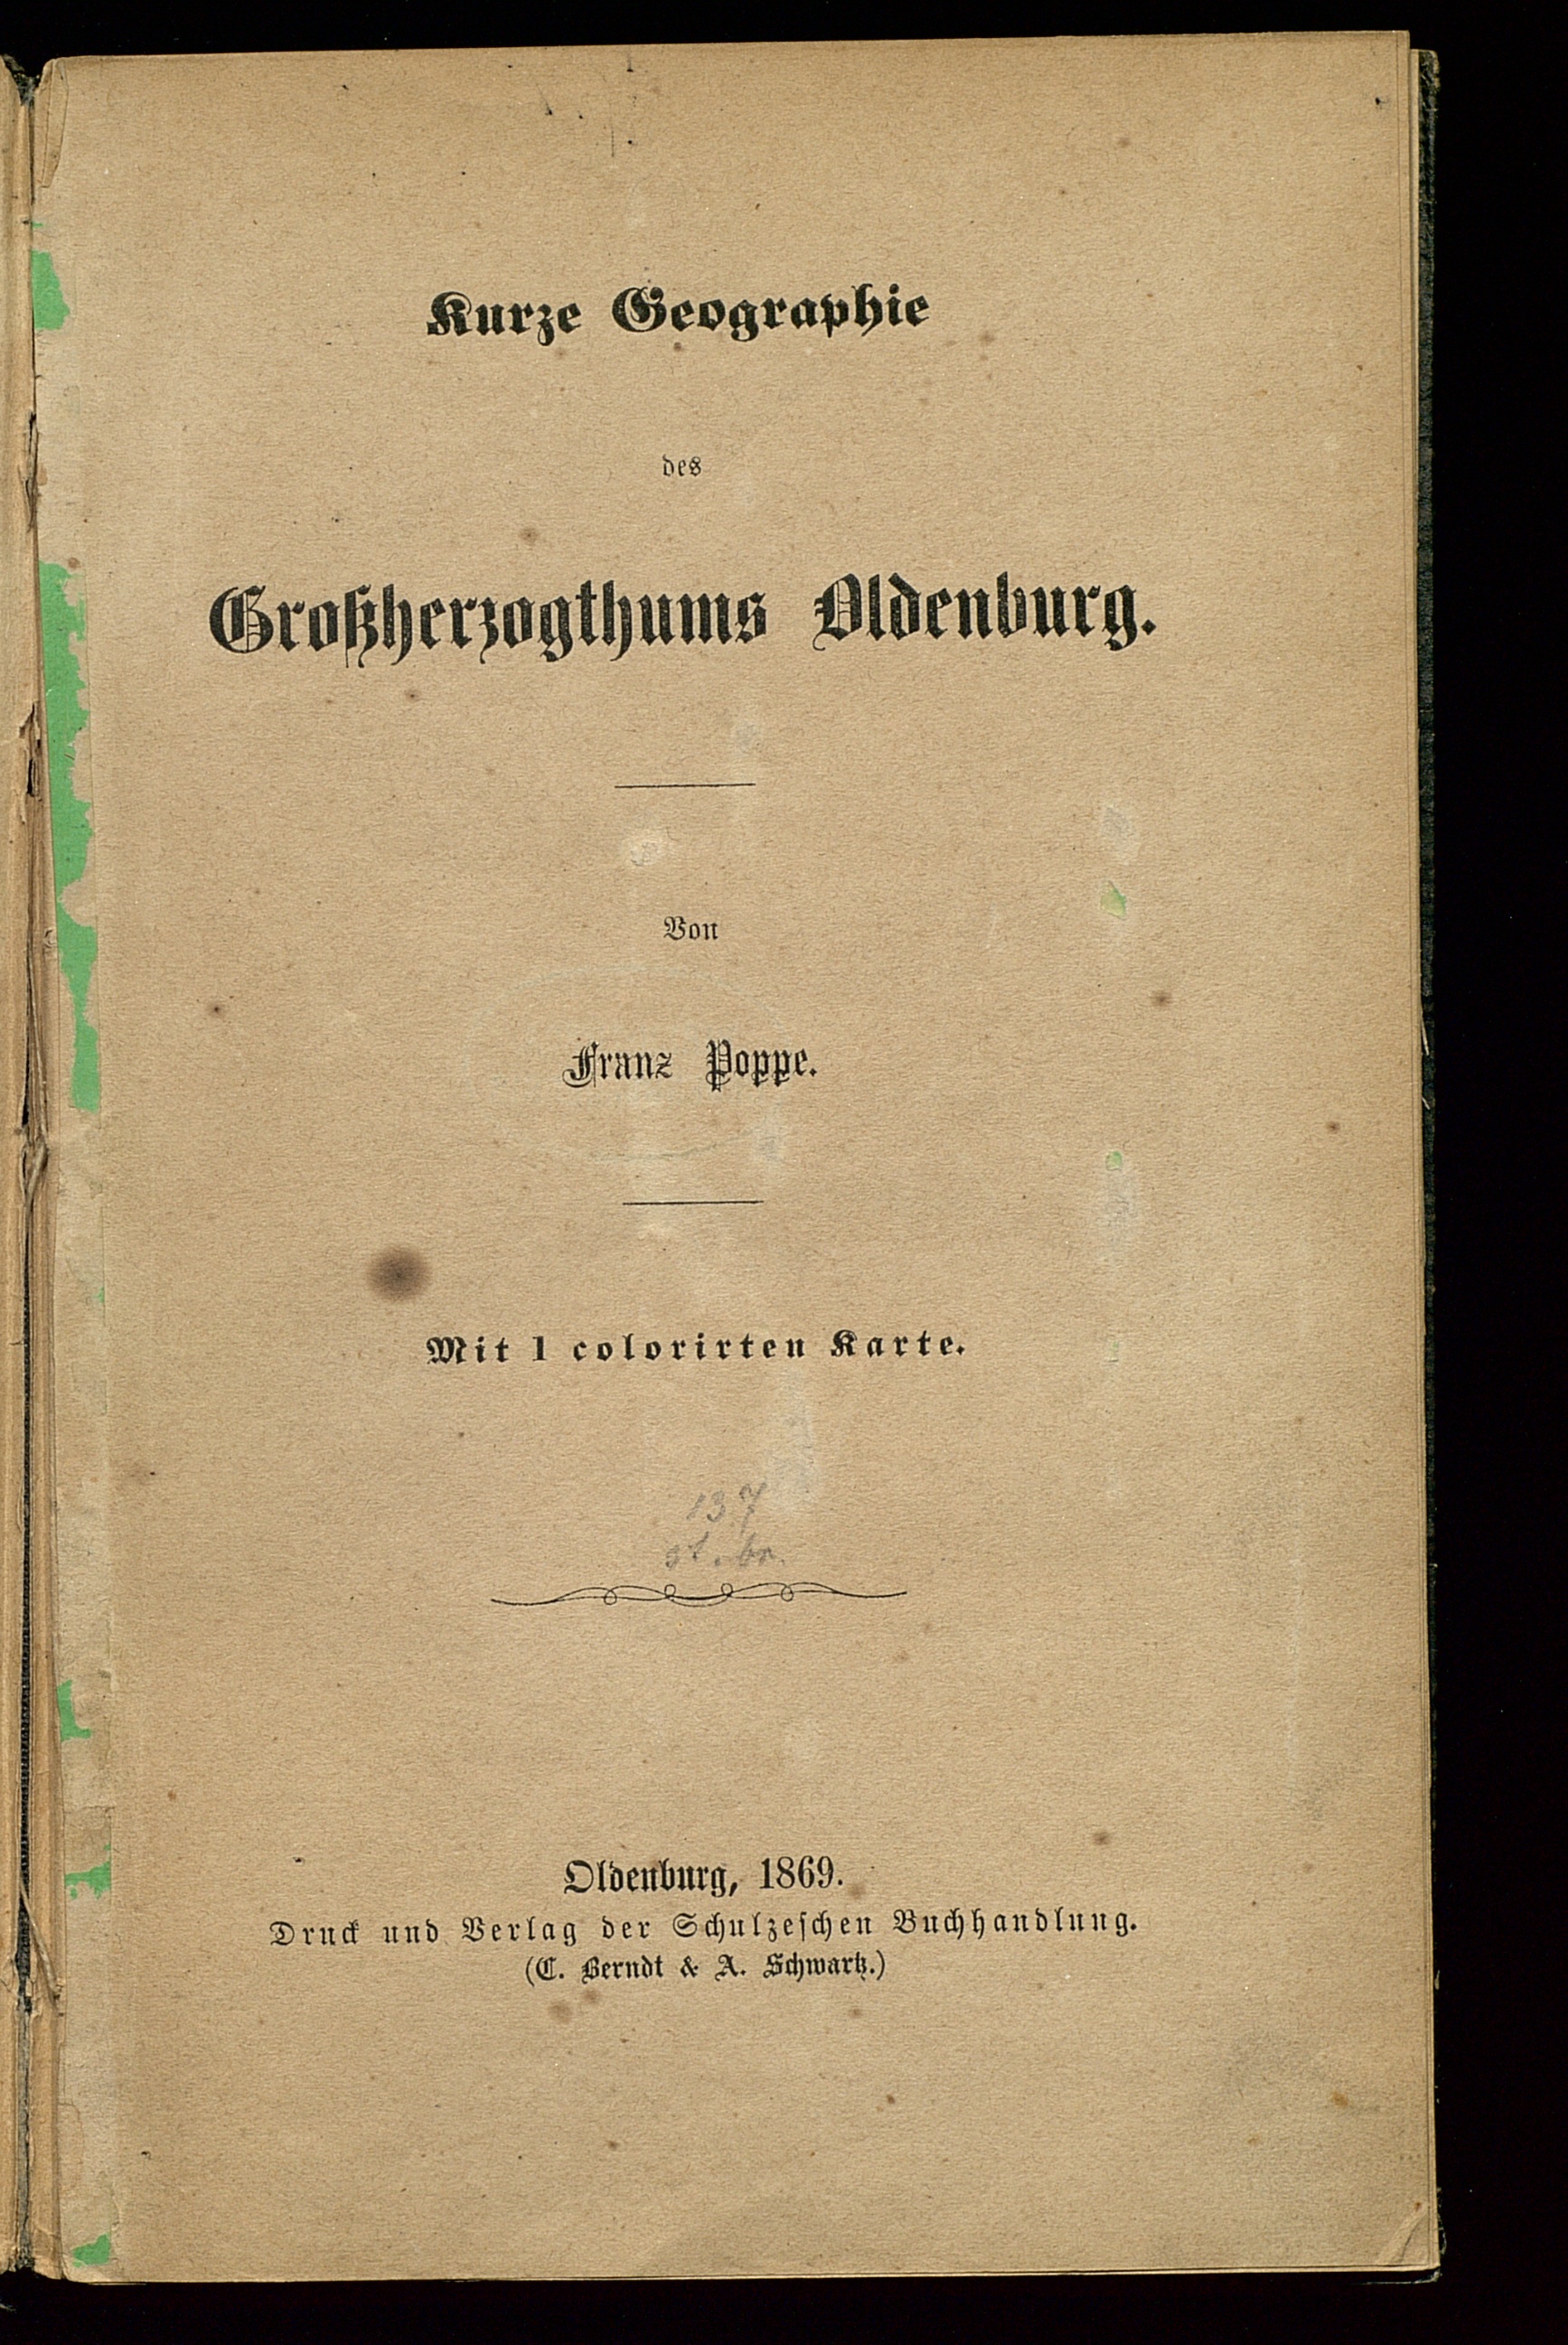 Kurze Geographie
des
Großherzogthums Oldenburg.
Von
Franz Poppe.
Mit 1 colorirten Karte.
137
Oldenburg, 1869.
Druck und Verlag der Schulzeschen Buchhandlung.
(C. Berndt & A. Schwartz.)